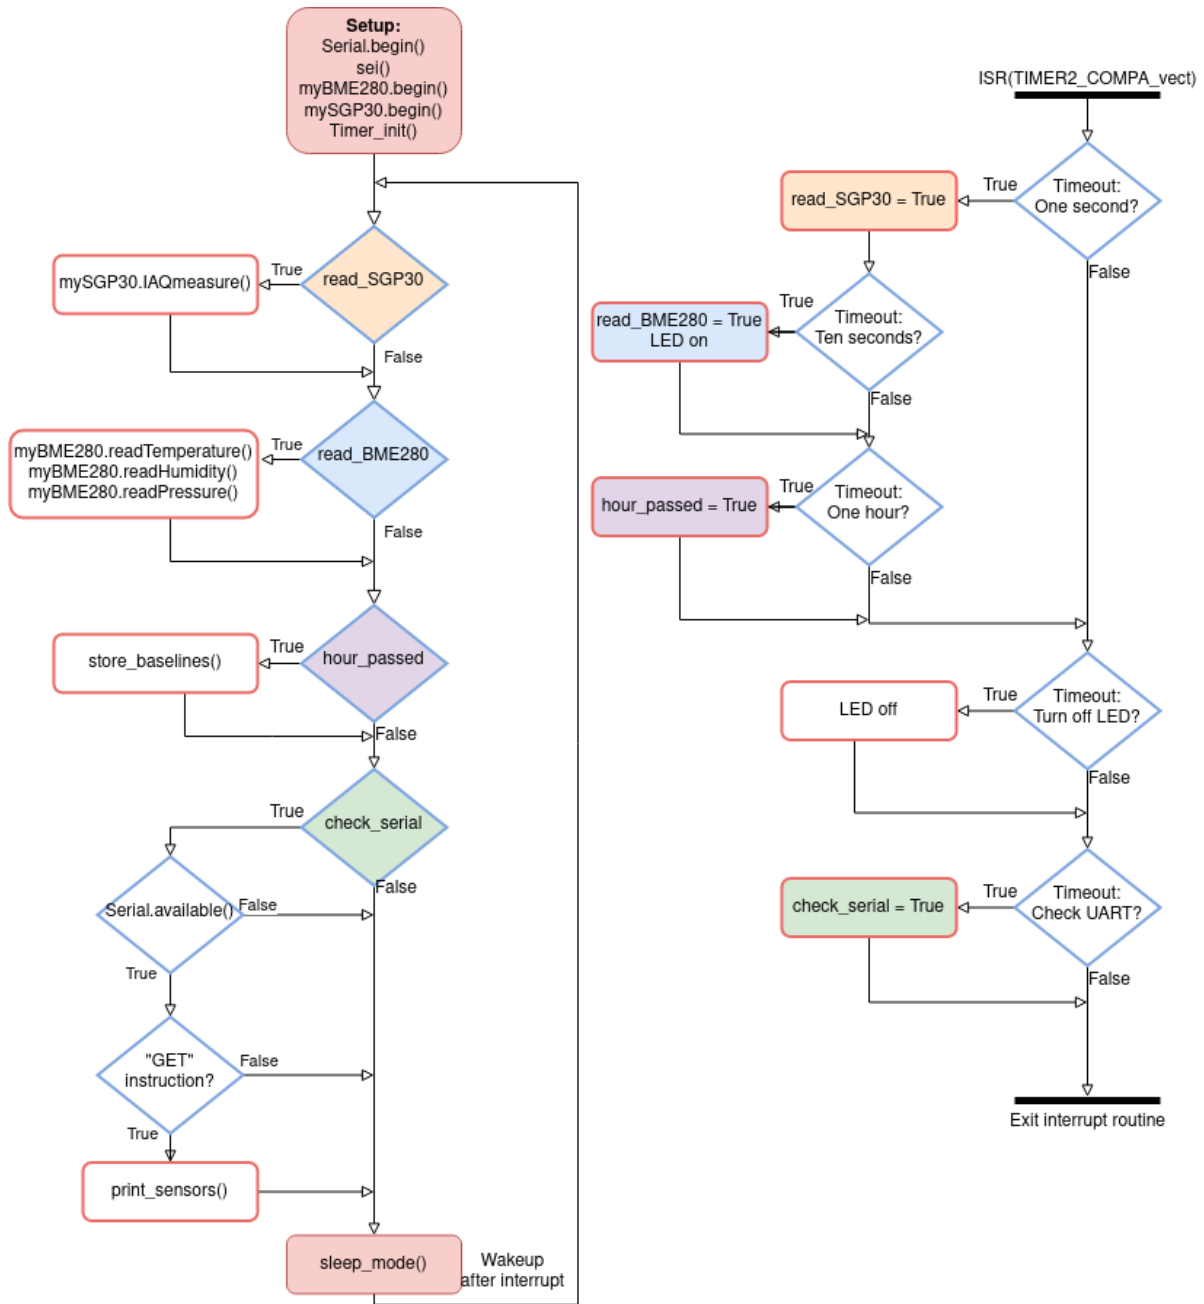 Setup:
Serial.begin()
sei()
myBME280.begin()
mySGP30.begin()
Timer_init()
read_SGP30
True
mySGP30.IAQmeasure()
False
read_BME280
True
myBME280.readTemperature()
myBME280.readHumidity()
myBME280.readPressure()
False
hour_passed
True
store_baselines()
False
check_serial
True
False
Serial.available()
False
True
"GET"
instruction?
False
True
print_sensors()
sleep_mode()
Wakeup
after interrupt
ISR(TIMER2_COMPA_vect)
Timeout:
One second?
True
read_SGP30 = True
False
Timeout:
Ten seconds?
True
read_BME280 = True
LED on
False
Timeout:
One hour?
True
hour_passed = True
False
Timeout:
Turn off LED?
True
LED off
False
Timeout:
Check UART?
True
check_serial = True
False
Exit interrupt routine